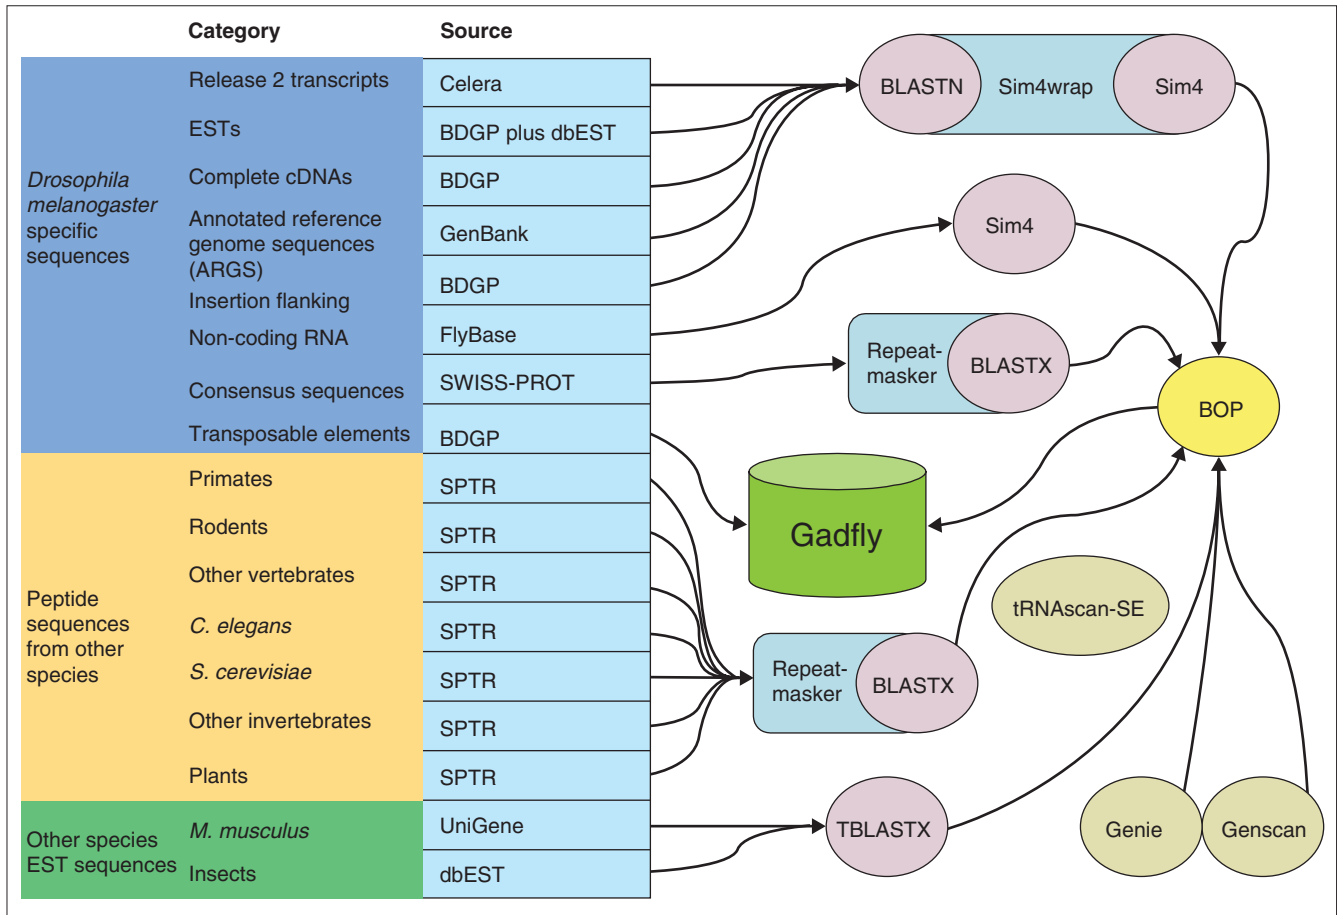 Category
Source
Drosophila
melanogaster
specific
sequences
Release 2 transcripts
Celera
ESTs
BDGP plus dbEST
Complete cDNAs
BDGP
Annotated reference
genome sequences
(ARGS)
GenBank
Insertion flanking
BDGP
Non-coding RNA
FlyBase
Consensus sequences
SWISS-PROT
Transposable elements
BDGP
Peptide
sequences
from other
species
Primates
SPTR
Rodents
SPTR
Other vertebrates
SPTR
C. elegans
SPTR
S. cerevisiae
SPTR
Other invertebrates
SPTR
Plants
SPTR
Other species
EST sequences
M. musculus
UniGene
Insects
dbEST
BLASTN
Sim4wrap
Sim4
Sim4
Repeat-
masker
BLASTX
BOP
Gadfly
tRNAscan-SE
Repeat-
masker
BLASTX
TBLASTX
Genie
Genscan